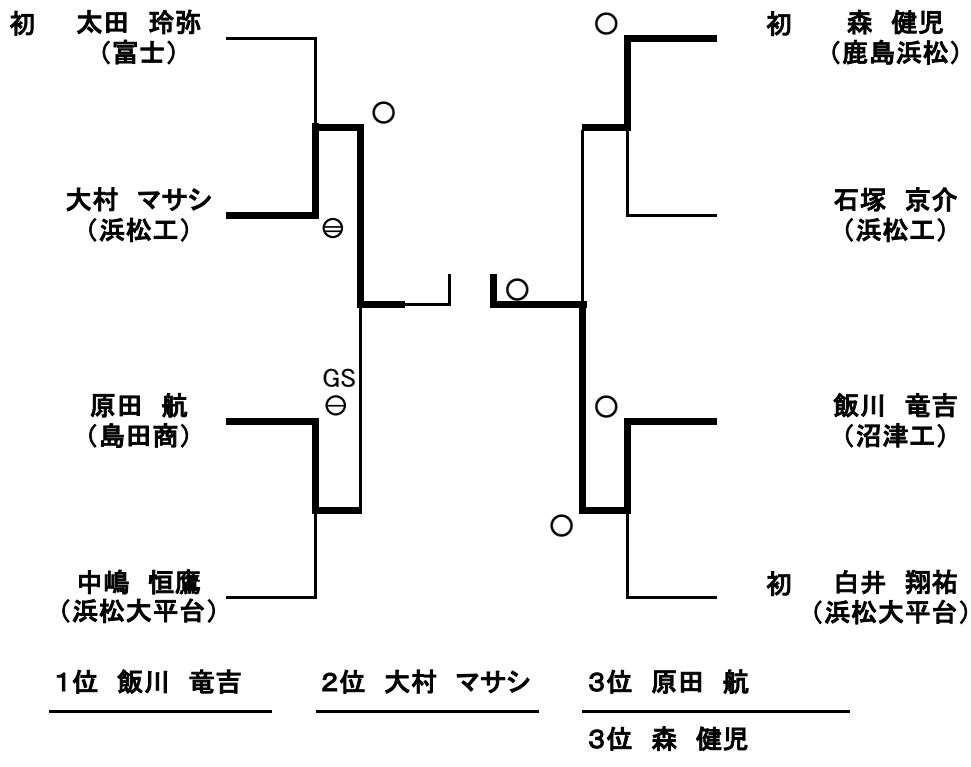 初 太田 玲弥
（富士）
大村 マサシ
（浜松工）
GS
原田 航
（島田商）
中嶋 恒鷹
（浜松大平台）
初 森 健児
（鹿島浜松）
石塚 京介
（浜松工）
飯川 竜吉
（沼津工）
初 白井 翔祐
（浜松大平台）
1位 飯川 竜吉
2位 大村 マサシ
3位 原田 航
3位 森 健児